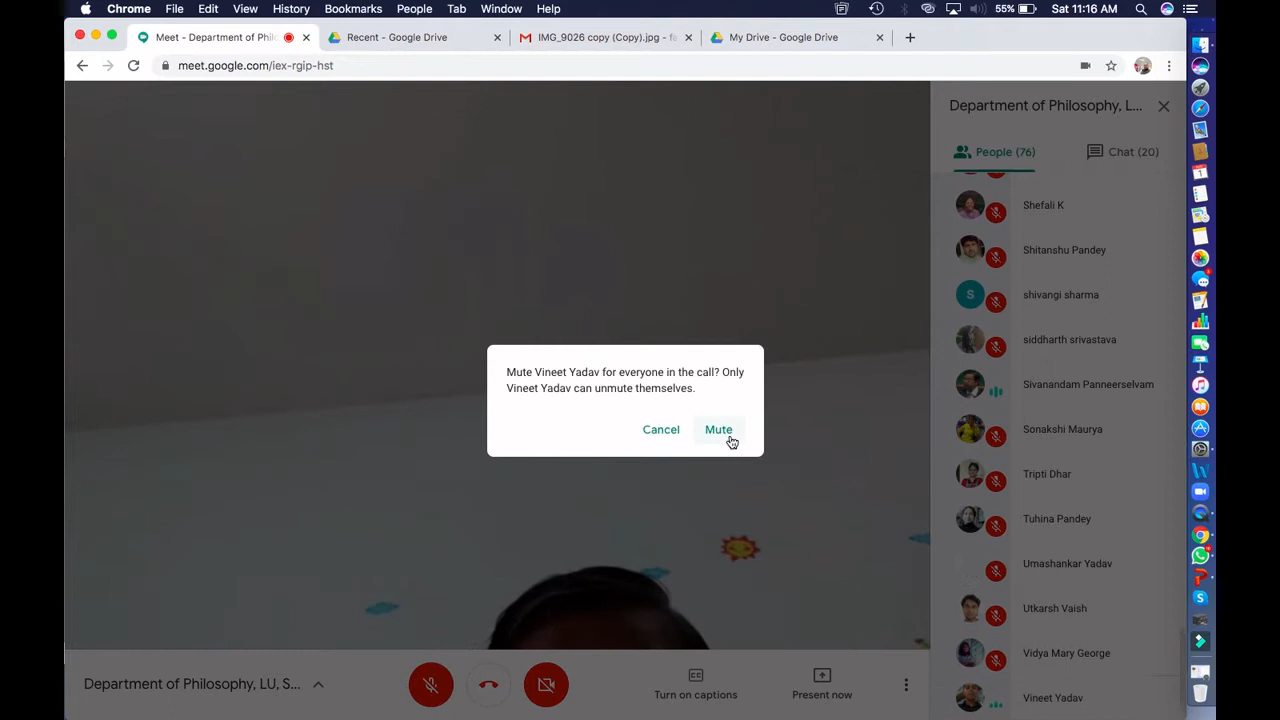 Chrome File Edit View History Bookmarks People Tab Window Help 55% Sat 11:16 AM
Meet - Department of Phil Recent - Google Drive IMG_9026 copy (Copy).jpg - My Drive - Google Drive
meet.google.com/iex-rgip-hst
Department of Philosophy, L...
People (76) Chat (20)
Shefali K
Shitanshu Pandey
S shivangi sharma
siddharth srivastava
Mute Vineet Yadav for everyone in the call? Only
Vineet Yadav can unmute themselves.
Cancel Mute
Sivanandam Panneerselvam
Sonakshi Maurya
Tripti Dhar
Tuhina Pandey
Umashankar Yadav
Utkarsh Vaish
Vidya Mary George
Vineet Yadav
Department of Philosophy, LU, S...
CC
Turn on captions
Present now